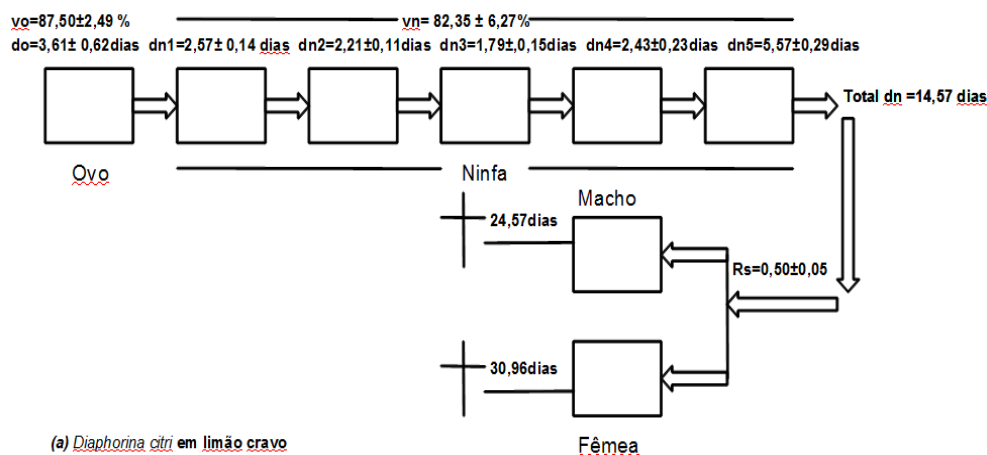 vo=87,50±2,49 %
vn= 82,35 ± 6,27%
do=3,61± 0,62dias dn1=2,57± 0,14 dias dn2=2,21±0,11dias dn3=1,79±,0,15dias dn4=2,43±0,23dias dn5=5,57±0,29dias
Total dn =14,57 dias
Ovo
Ninfa
Macho
24,57dias
Rs=0,50±0,05
30,96dias
Fêmea
(a) Diaphorina citri em limão cravo